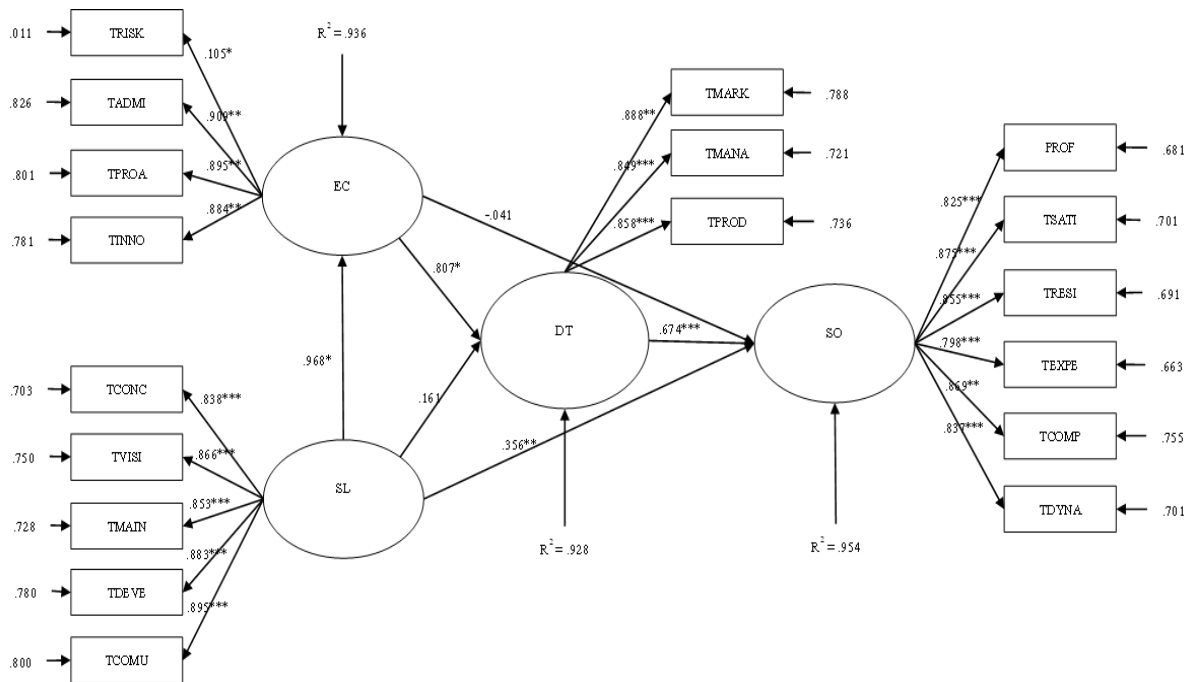 .011
TRISK
.105*
R² = .936
.826
TADMI
.909**
.801
TPROA
.895**
.781
TINNO
.884**
EC
-.041
.807*
.968*
TMARK
.788
.888**
TMANA
.721
.849***
TPROD
.736
.858***
DT
.674***
SO
PROF
.681
.825***
TSATI
.701
.875***
TRESI
.691
.855***
TEXPE
.663
.798***
TCOMP
.755
.869**
TDYNA
.701
.837***
.703
TCONC
.838***
.161
.750
TVISI
.866***
.356**
SL
.728
TMAIN
.853***
.780
TDEVE
.883***
.800
TCOMU
.895***
R² = .928
R² = .954